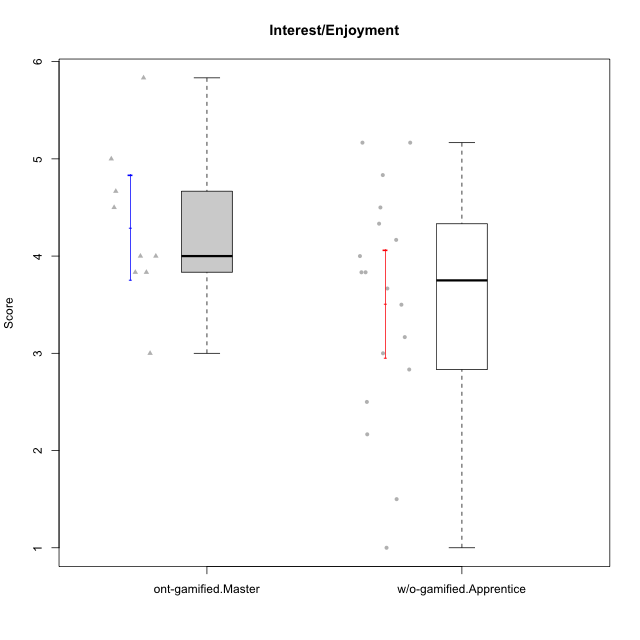 Interest/Enjoyment
Score
6
5
4
3
2
1
ont-gamified.Master
w/o-gamified.Apprentice